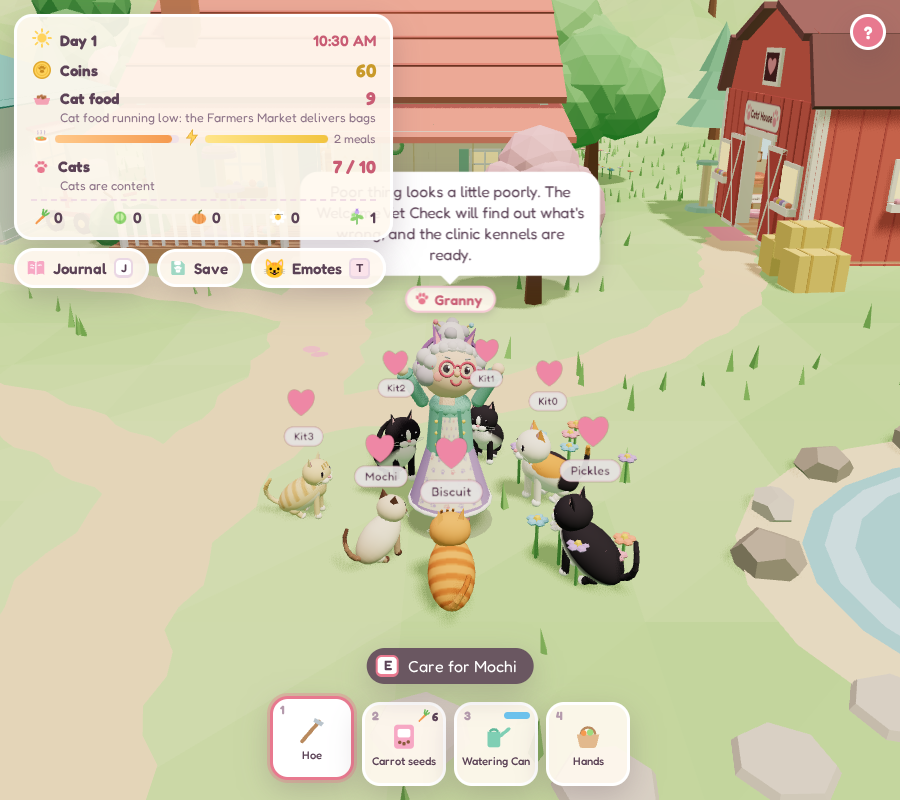 Day 1
10:30 AM
Coins
60
Cat food
9
Cat food running low: the Farmers Market delivers bags
2 meals
Cats
7 / 10
Cats are content
0
0
0
0
1
Journal
J
Save
Emotes
T
?
Cats House
Poor thing looks a little poorly. The
Welcome Vet Check will find out what's
wrong, and the clinic kennels are
ready.
Granny
Kit2
Kit1
Kit0
Kit3
Mochi
Biscuit
Pickles
E
Care for Mochi
1
Hoe
2
6
Carrot seeds
3
Watering Can
4
Hands